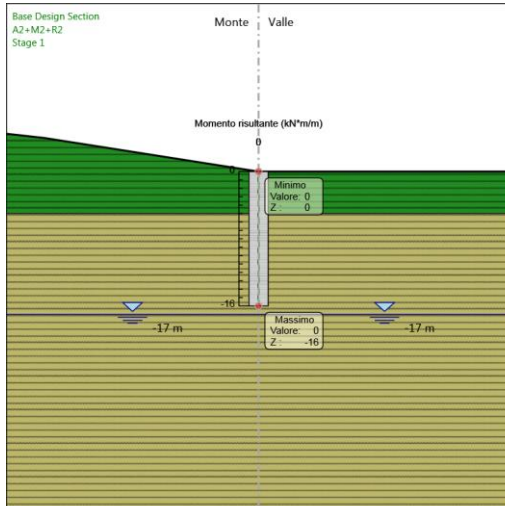 Base Design Section
A2+M2+R2
Stage 1
Monte Valle
Momento risultante (kN*m/m)
0
0
Minimo
Valore: 0
Z : 0
-16
Massimo
Valore: 0
Z : -16
-17 m
-17 m